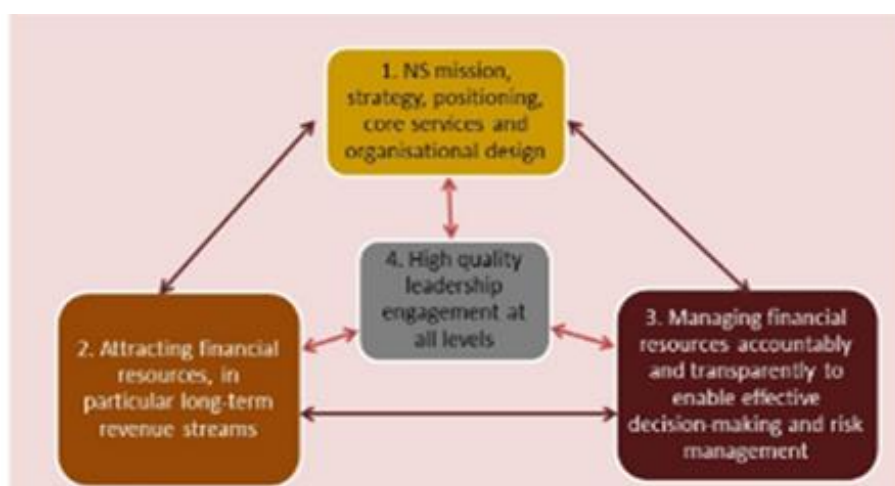 1. NS mission,
strategy, positioning,
core services and
organisational design
4. High quality
leadership
engagement at
all levels
2. Attracting financial
resources, in
particular long-term
revenue streams
3. Managing financial
resources accountably
and transparently to
enable effective
decision-making and risk
management